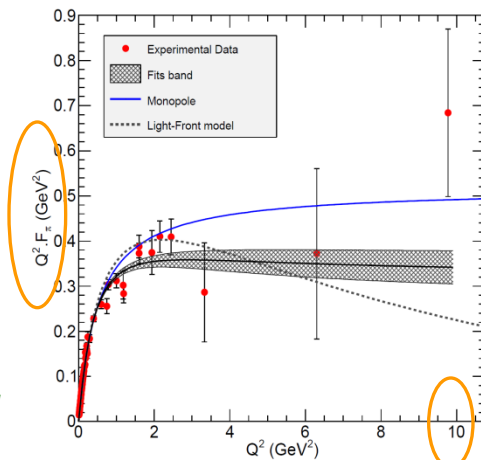 0.9
0.8
0.7
0.6
0.5
0.4
0.3
0.2
0.1
0
Q² F_π (GeV²)
Experimental Data
Fits band
Monopole
Light-Front model
0 2 4 6 8 10
Q² (GeV²)